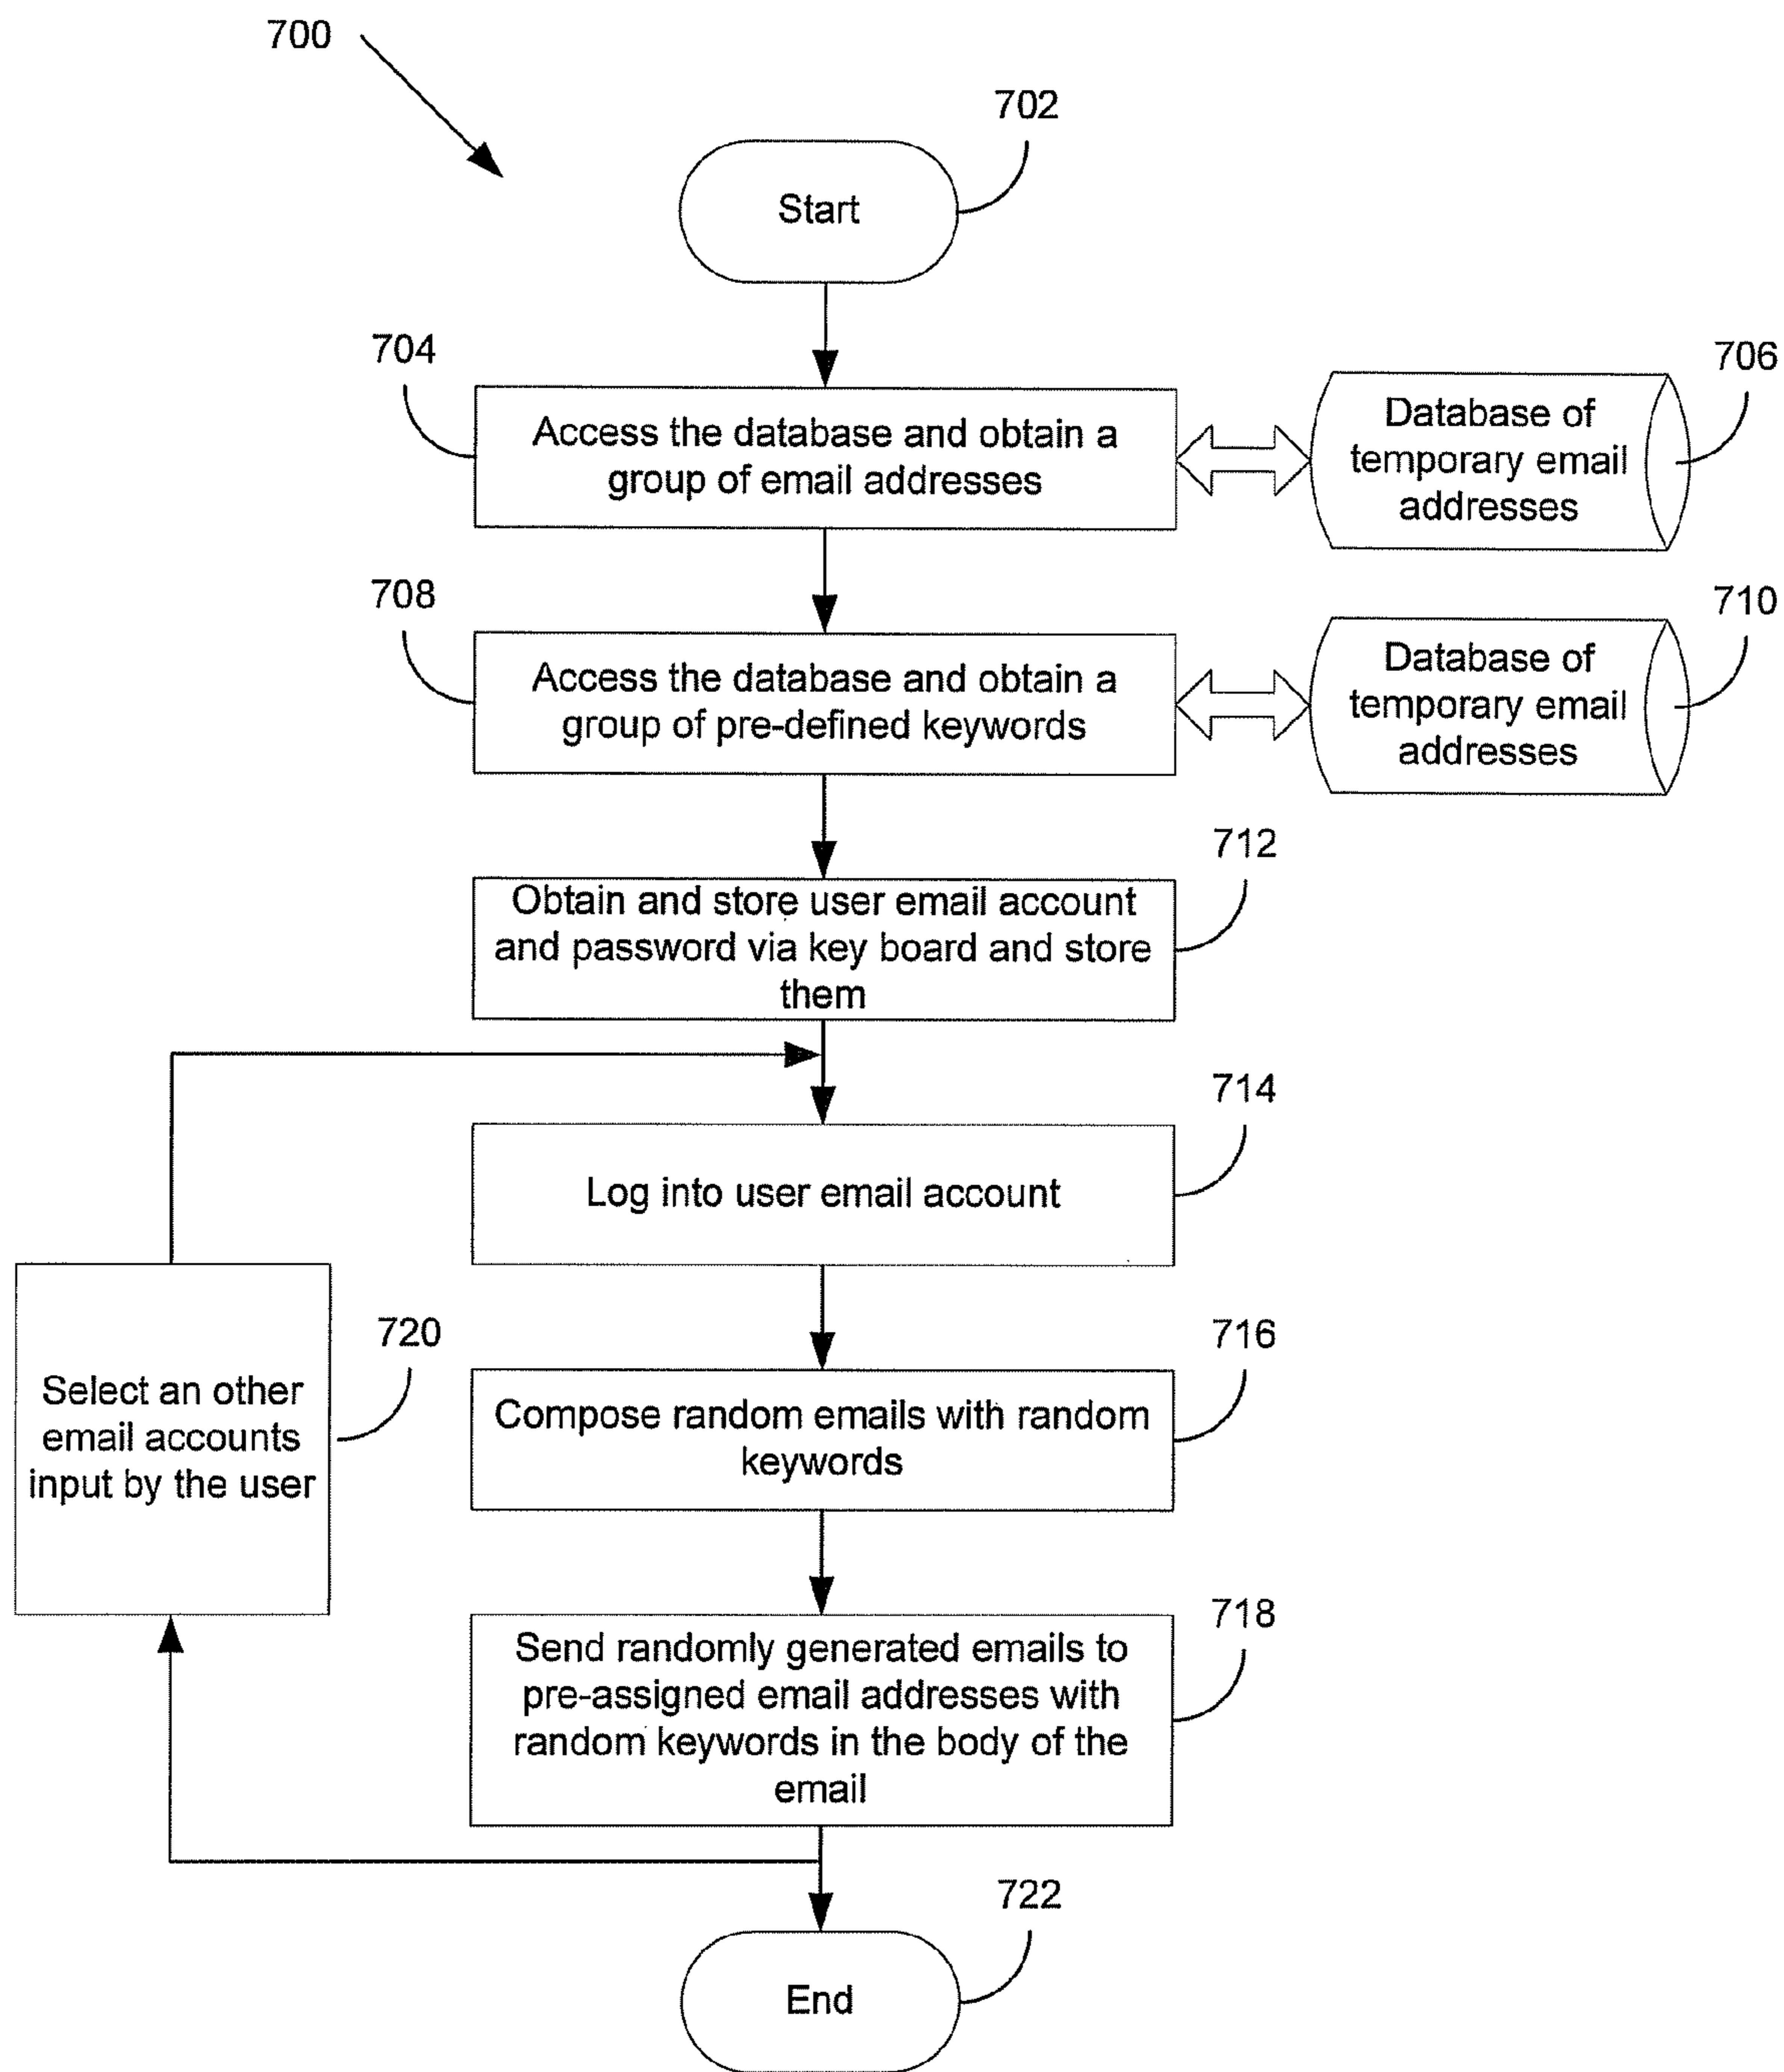 700
702
Start
704
Access the database and obtain a
group of email addresses
706
Database of
temporary email
addresses
708
Access the database and obtain a
group of pre-defined keywords
710
Database of
temporary email
addresses
712
Obtain and store user email account
and password via key board and store
them
714
Log into user email account
716
Compose random emails with random
keywords
720
Select an other
email accounts
input by the user
718
Send randomly generated emails to
pre-assigned email addresses with
random keywords in the body of the
email
722
End